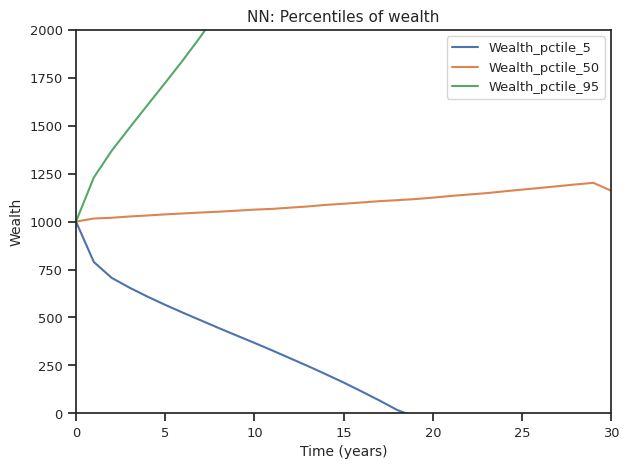 NN: Percentiles of wealth
Wealth_pctile_5
Wealth_pctile_50
Wealth_pctile_95
Wealth
2000
1750
1500
1250
1000
750
500
250
0
0 5 10 15 20 25 30
Time (years)